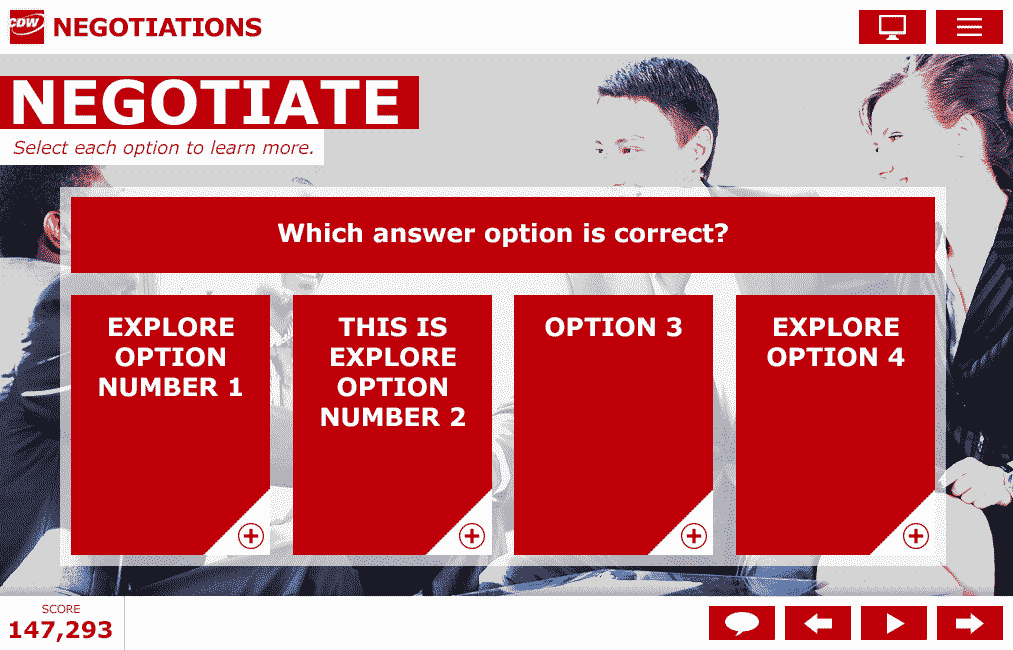 CDW
NEGOTIATIONS
NEGOTIATE
Select each option to learn more.
Which answer option is correct?
EXPLORE
OPTION
NUMBER 1
THIS IS
EXPLORE
OPTION
NUMBER 2
OPTION 3
EXPLORE
OPTION 4
SCORE
147,293